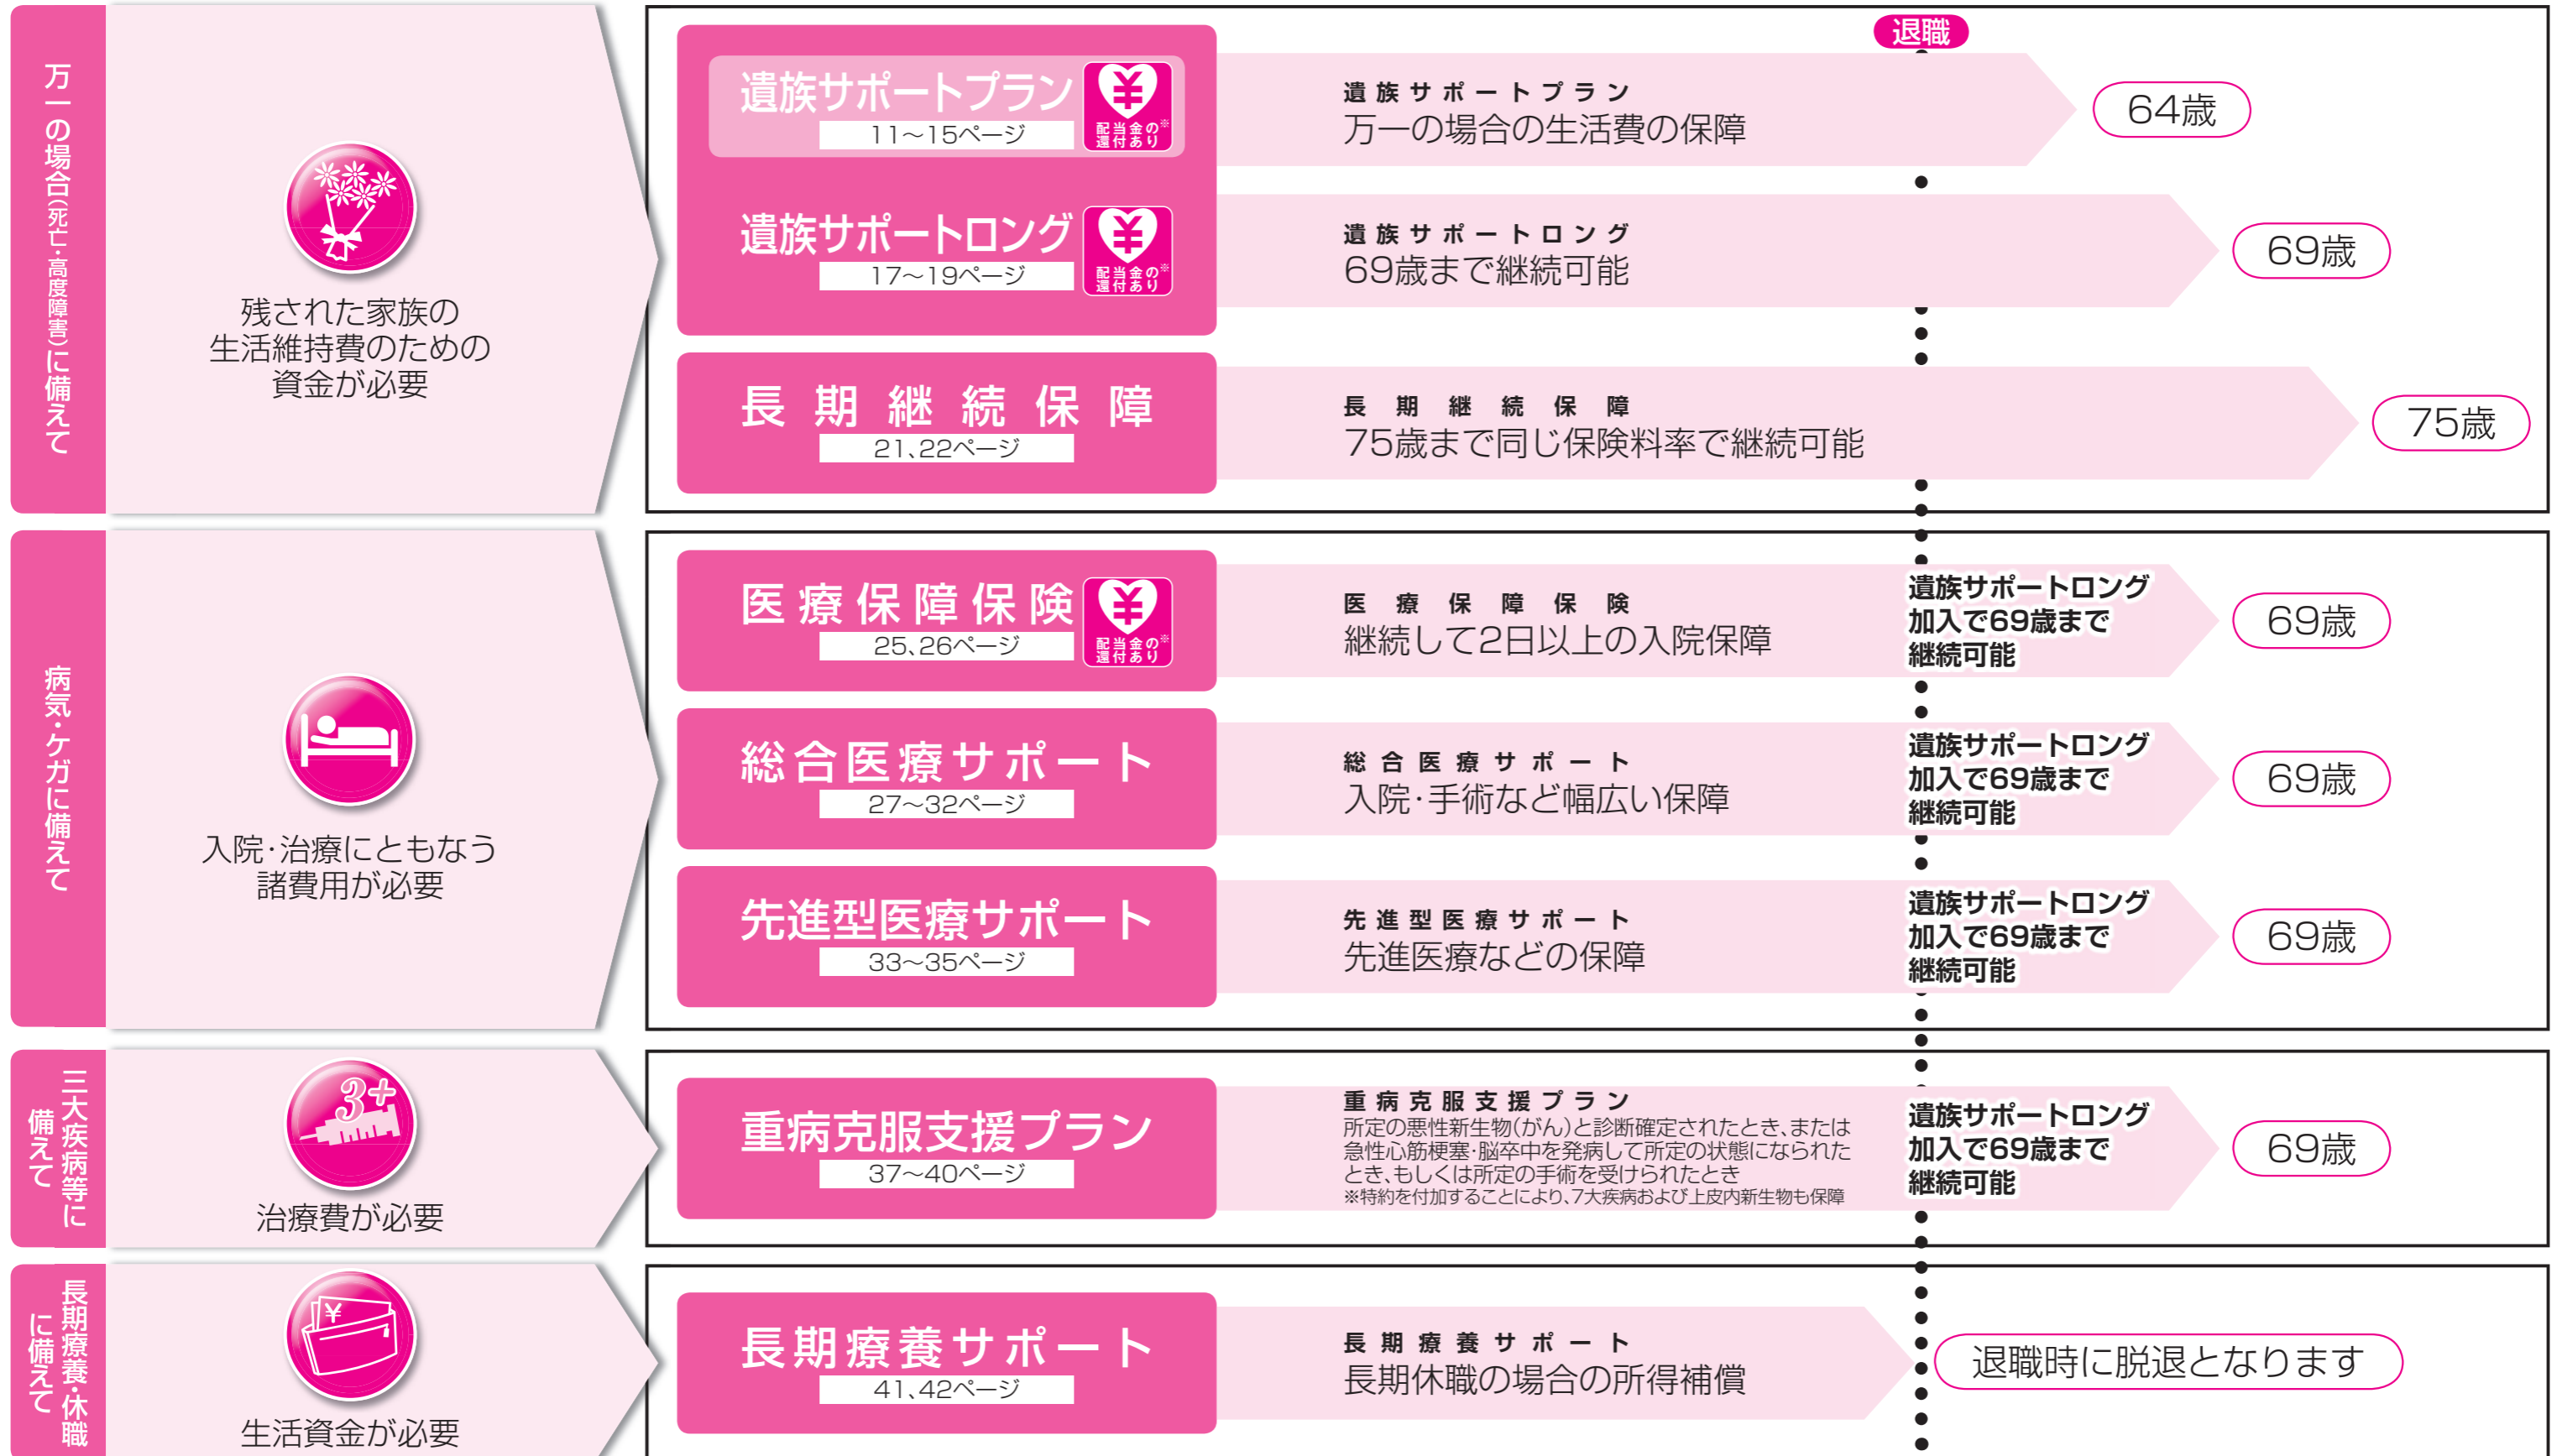 退職
万一の場合(死亡・高度障害)に備えて
残された家族の
生活維持費のための
資金が必要
遺族サポートプラン
11～15ページ
¥
配当金の※
還付あり
遺族サポートプラン
万一の場合の生活費の保障
64歳
遺族サポートロング
17～19ページ
¥
配当金の※
還付あり
遺族サポートロング
69歳まで継続可能
69歳
長期継続保障
21、22ページ
長期継続保障
75歳まで同じ保険料率で継続可能
75歳
病気・ケガに備えて
入院・治療にともなう
諸費用が必要
医療保障保険
25、26ページ
¥
配当金の※
還付あり
医療保障保険
継続して2日以上の入院保障
遺族サポートロング
加入で69歳まで
継続可能
69歳
総合医療サポート
27～32ページ
総合医療サポート
入院・手術など幅広い保障
遺族サポートロング
加入で69歳まで
継続可能
69歳
先進型医療サポート
33～35ページ
先進型医療サポート
先進医療などの保障
遺族サポートロング
加入で69歳まで
継続可能
69歳
三大疾病等に
備えて
3+
治療費が必要
重病克服支援プラン
37～40ページ
重病克服支援プラン
所定の悪性新生物(がん)と診断確定されたとき、または
急性心筋梗塞・脳卒中を発病して所定の状態になられた
とき、もしくは所定の手術を受けられたとき
※特約を付加することにより、7大疾病および上皮内新生物も保障
遺族サポートロング
加入で69歳まで
継続可能
69歳
長期療養・休職
に備えて
¥
生活資金が必要
長期療養サポート
41、42ページ
長期療養サポート
長期休職の場合の所得補償
退職時に脱退となります